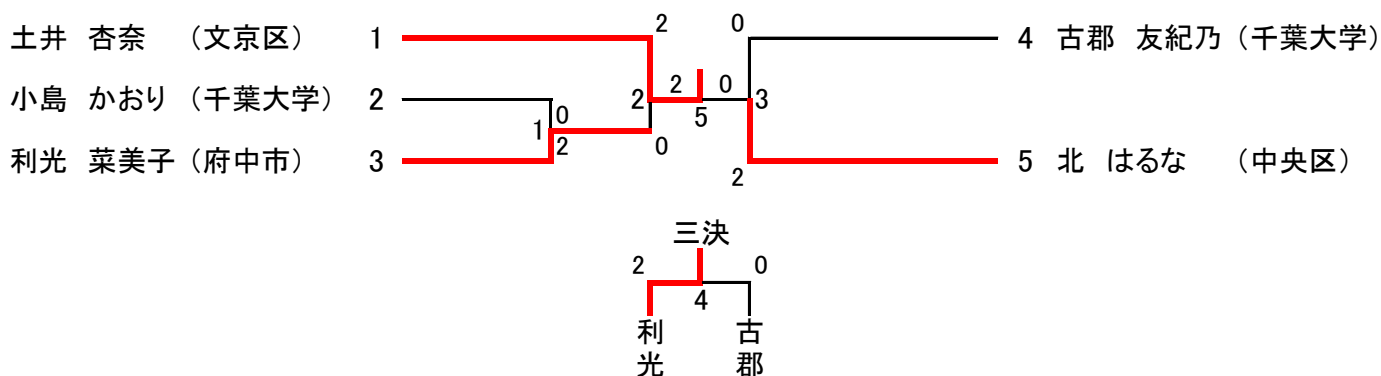 2 0
土井 杏奈 （文京区） 1 4 古郡 友紀乃（千葉大学）
2 0
小島 かおり （千葉大学） 2 2 3
0 5
1
2 0
利光 菜美子（府中市） 3 5 北 はるな （中央区）
2
三決
2 0
4
利光 古郡